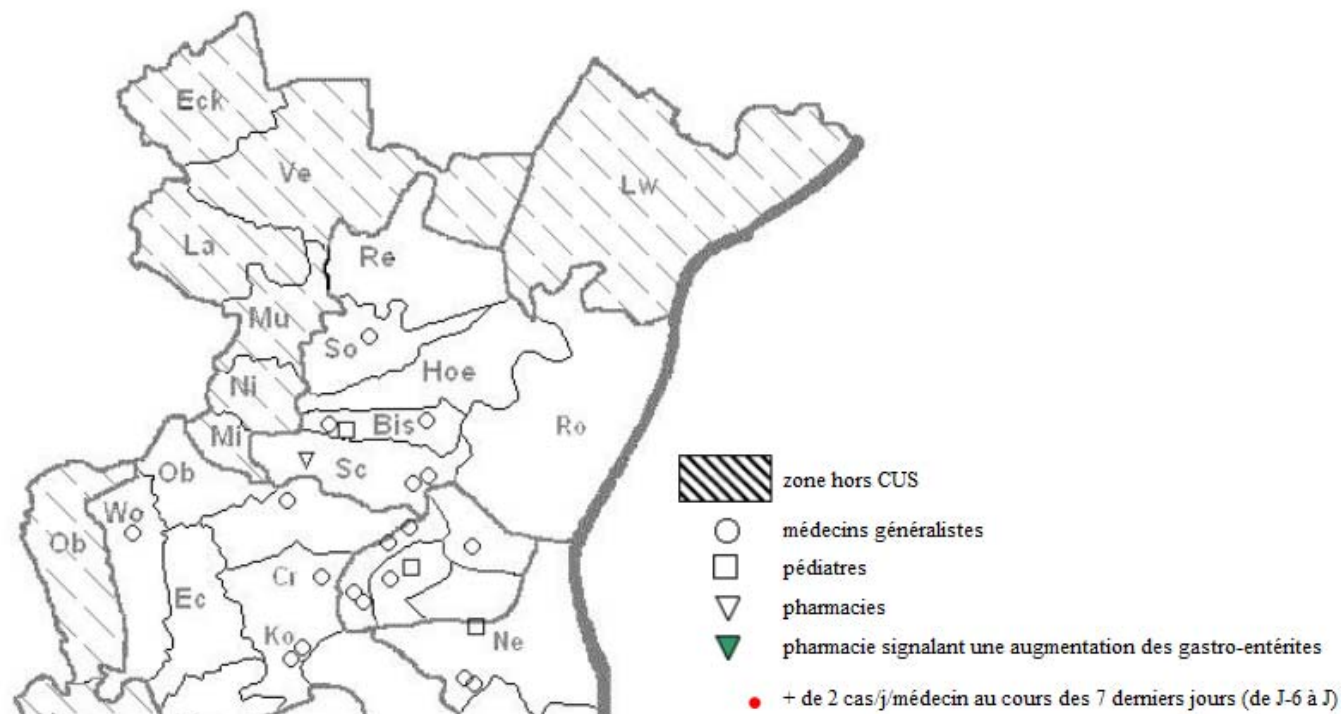 Eck
Ve
Lw
La
Re
Mu
So
Hoe
Ni
Bis
Ro
Mi
Sc
Ob
Wo
Ob
Cr
Ec
Ko
Ne
zone hors CUS
médecins généralistes
pédiatres
pharmacies
pharmacie signalant une augmentation des gastro-entérites
+ de 2 cas/j/médecin au cours des 7 derniers jours (de J-6 à J)